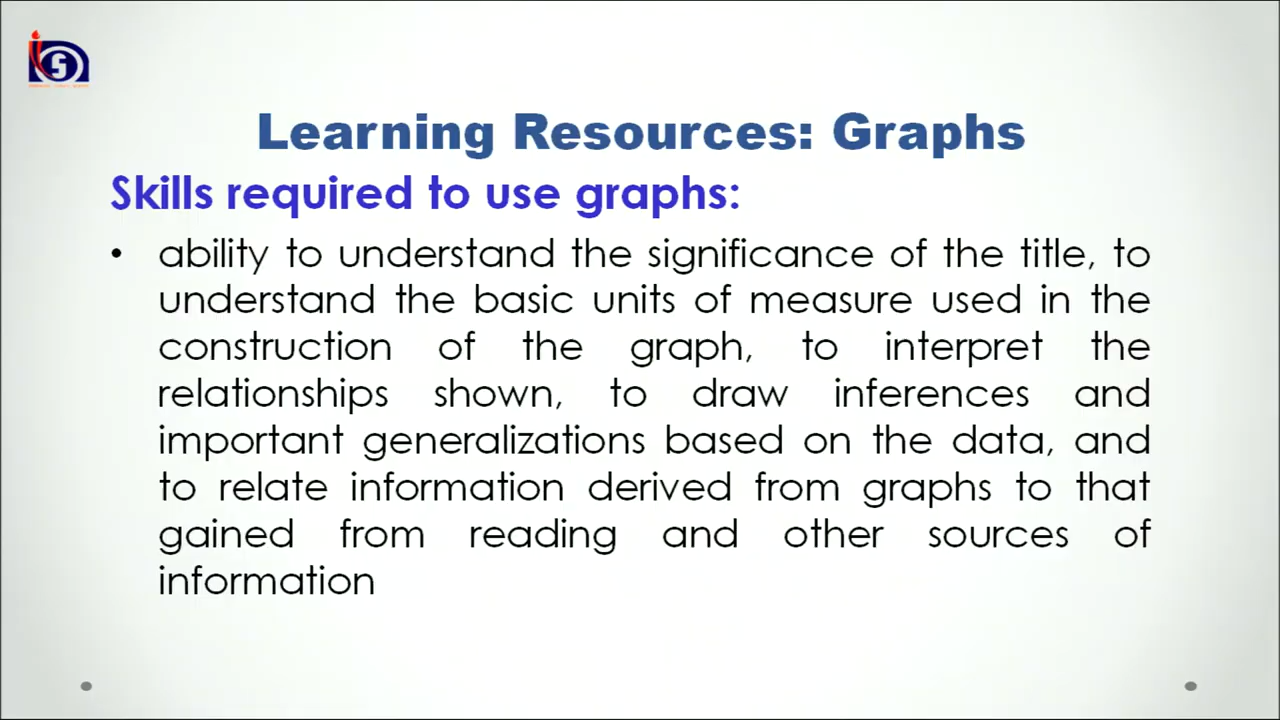 Learning Resources: Graphs
Skills required to use graphs:
• ability to understand the significance of the title, to
understand the basic units of measure used in the
construction of the graph, to interpret the
relationships shown, to draw inferences and
important generalizations based on the data, and
to relate information derived from graphs to that
gained from reading and other sources of
information